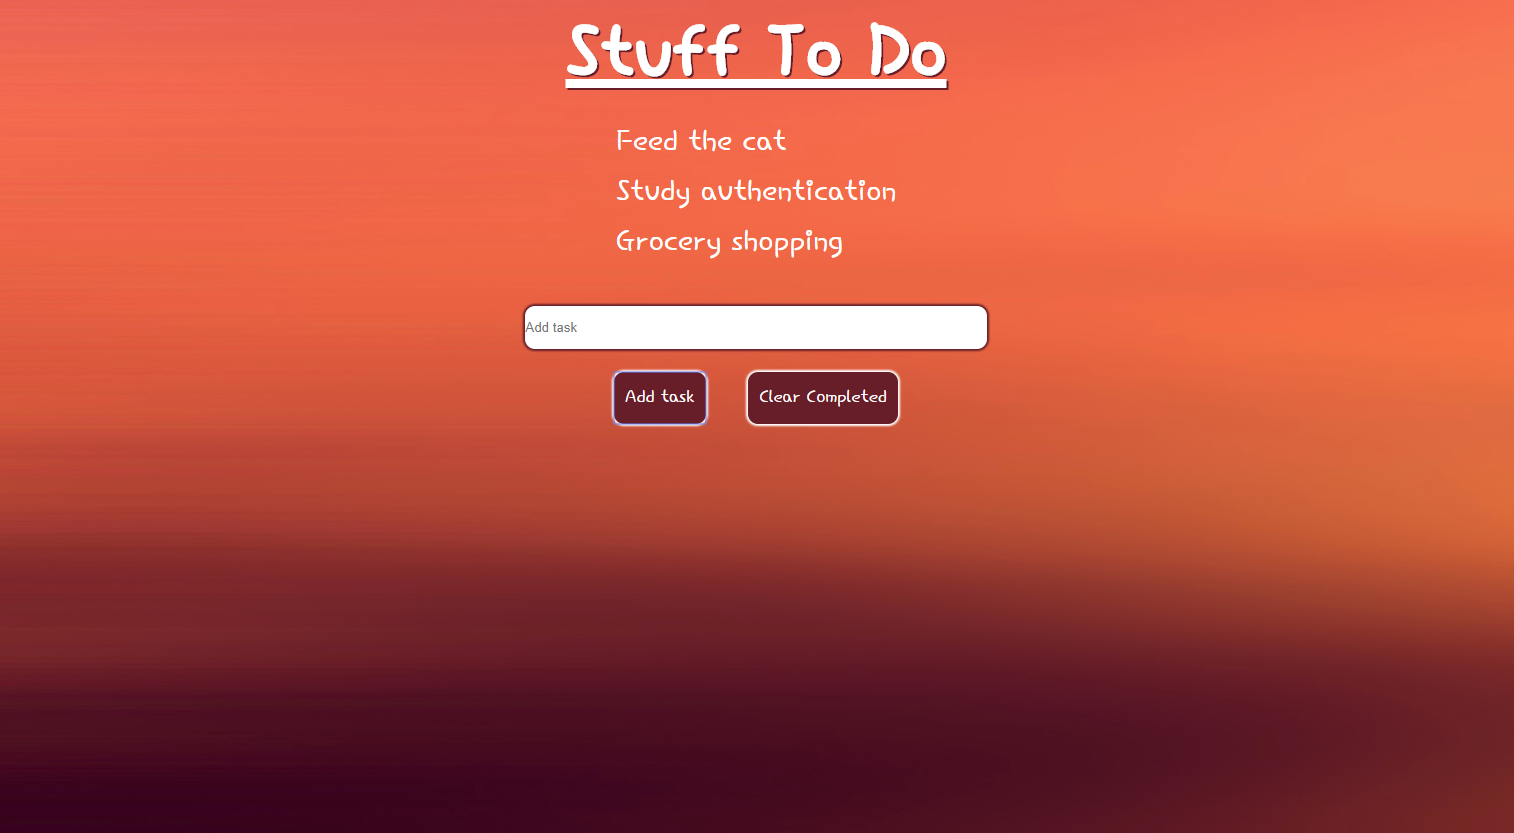 Stuff To Do
Feed the cat
Study authentication
Grocery shopping
Add task
Add task
Clear Completed